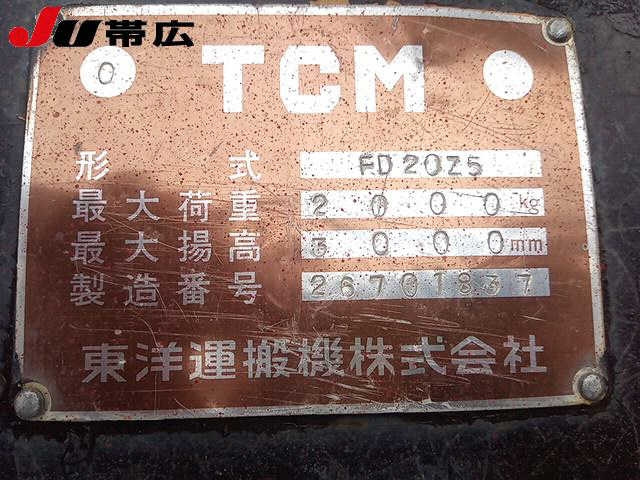 JU帯広
0 TCM
形式 FD20Z5
最大荷重 2000kg
最大揚高 3000mm
製造番号 26701837
東洋運搬機株式会社